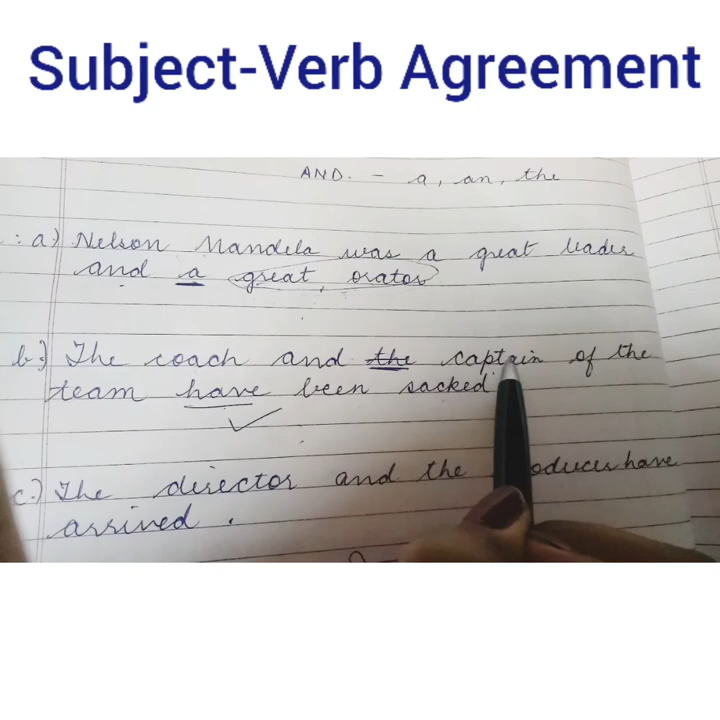 Subject-Verb Agreement
AND. - a, an, the
: a) Nelson Mandela was a great leader
and a great, orator
b) The coach and the captain of the
team have been sacked
c.) The director and the oducer have
arrived.